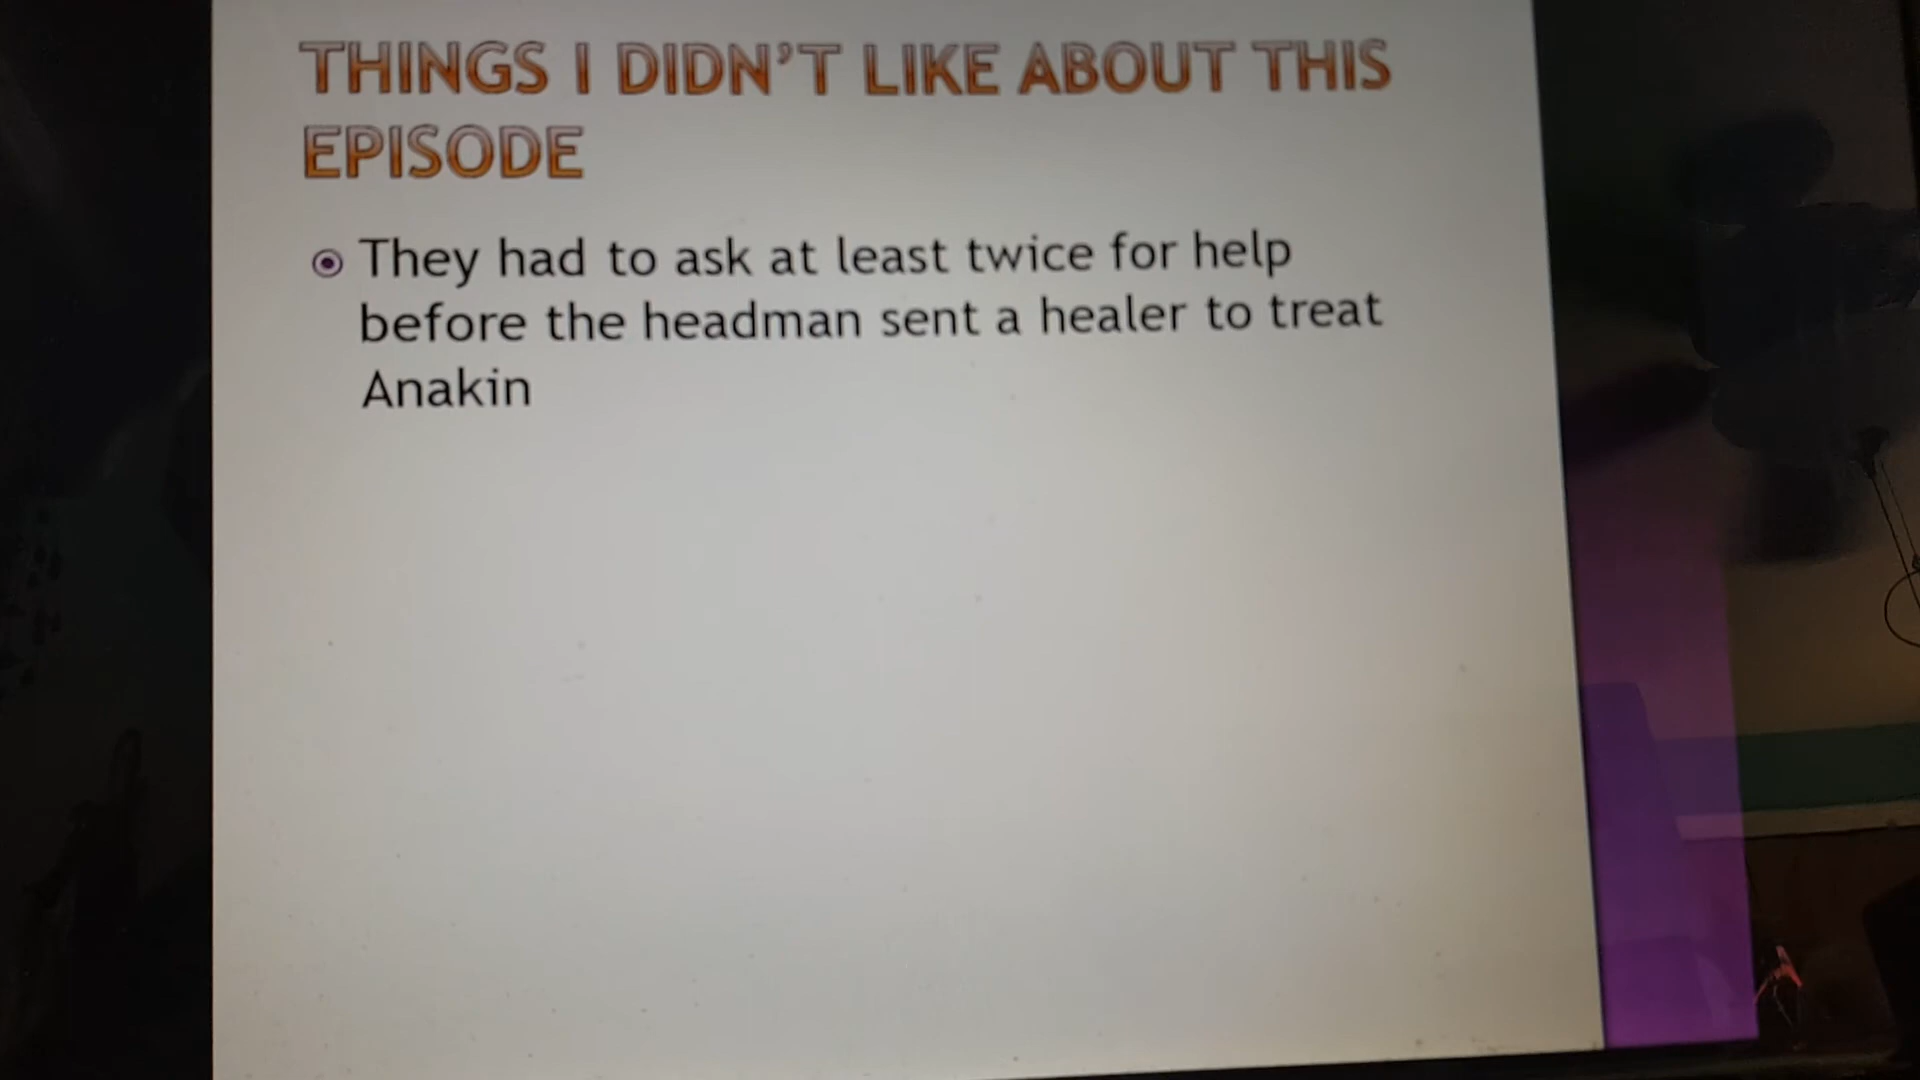 THINGS I DIDN'T LIKE ABOUT THIS
EPISODE
They had to ask at least twice for help
before the headman sent a healer to treat
Anakin